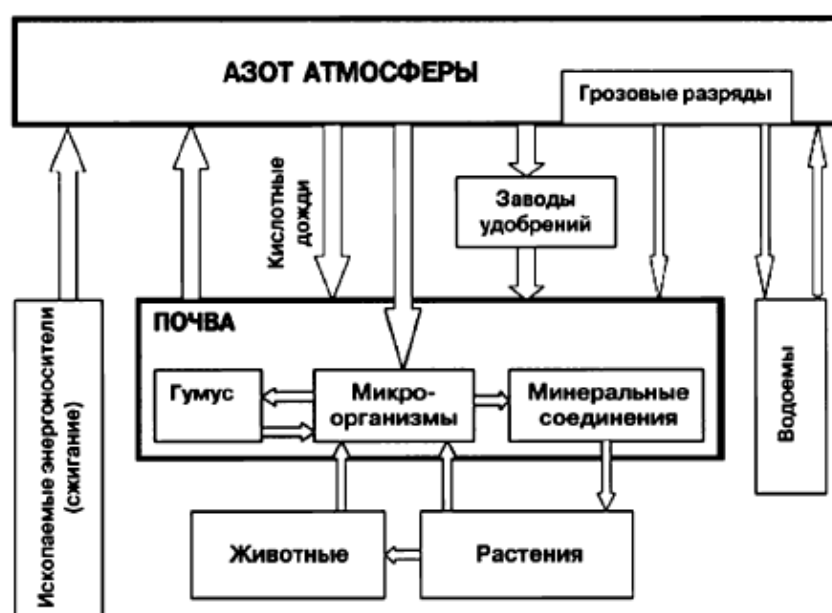 АЗОТ АТМОСФЕРЫ
Грозовые разряды
Кислотные
дожди
Заводы
удобрений
Ископаемые энергоносители
(сжигание)
ПОЧВА
Гумус
Микро-
организмы
Минеральные
соединения
Водоемы
Животные
Растения